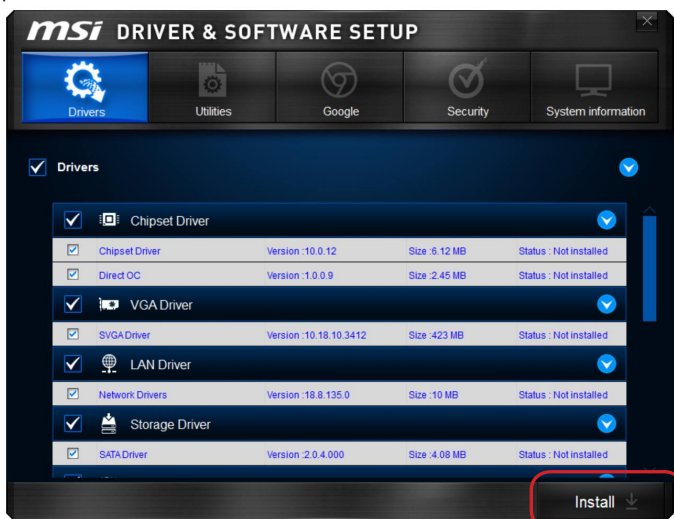 msi DRIVER & SOFTWARE SETUP
Drivers Utilities Google Security System information
Drivers
Chipset Driver
Chipset Driver Version :10.0.12 Size :6.12 MB Status : Not installed
Direct OC Version :1.0.0.9 Size :2.45 MB Status : Not installed
VGA Driver
SVGA Driver Version :10.18.10.3412 Size :423 MB Status : Not installed
LAN Driver
Network Drivers Version :18.8.135.0 Size :10 MB Status : Not installed
Storage Driver
SATA Driver Version :2.0.4.000 Size :4.08 MB Status : Not installed
Install